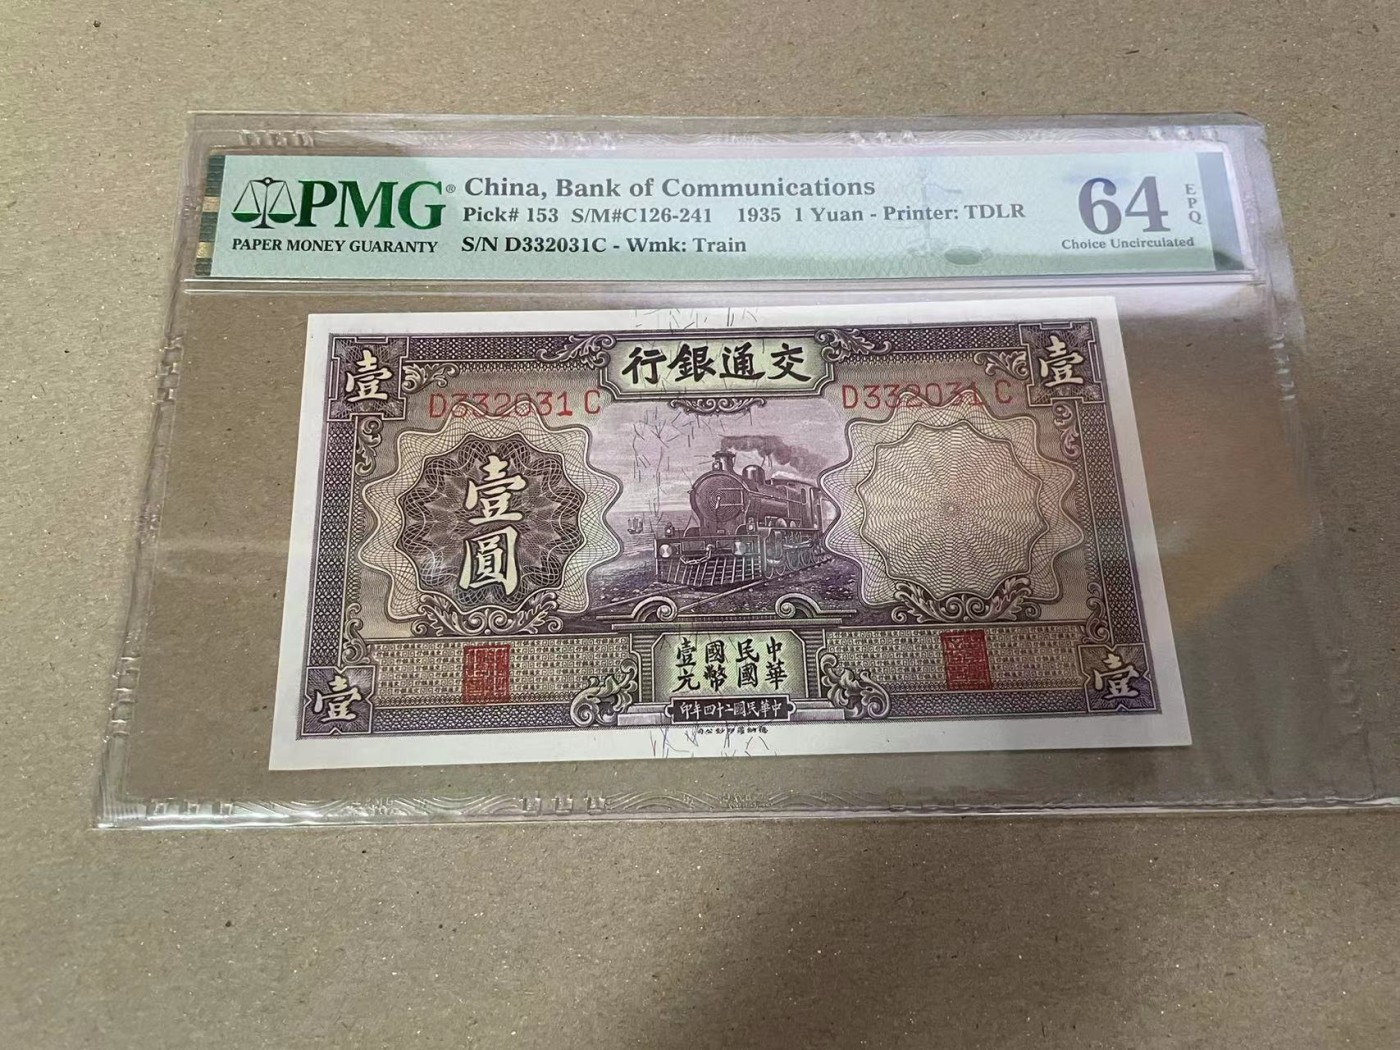 PMG® China, Bank of Communications
Pick# 153 S/M#C126-241 1935 1 Yuan - Printer: TDLR
64 EPQ
PAPER MONEY GUARANTY
S/N D332031C - Wmk: Train
Choice Uncirculated
壹
行銀通交
壹
D332031 C
D332031 C
壹圓
中華
民國
國幣
壹元
壹
印年四十二國民華中
壹